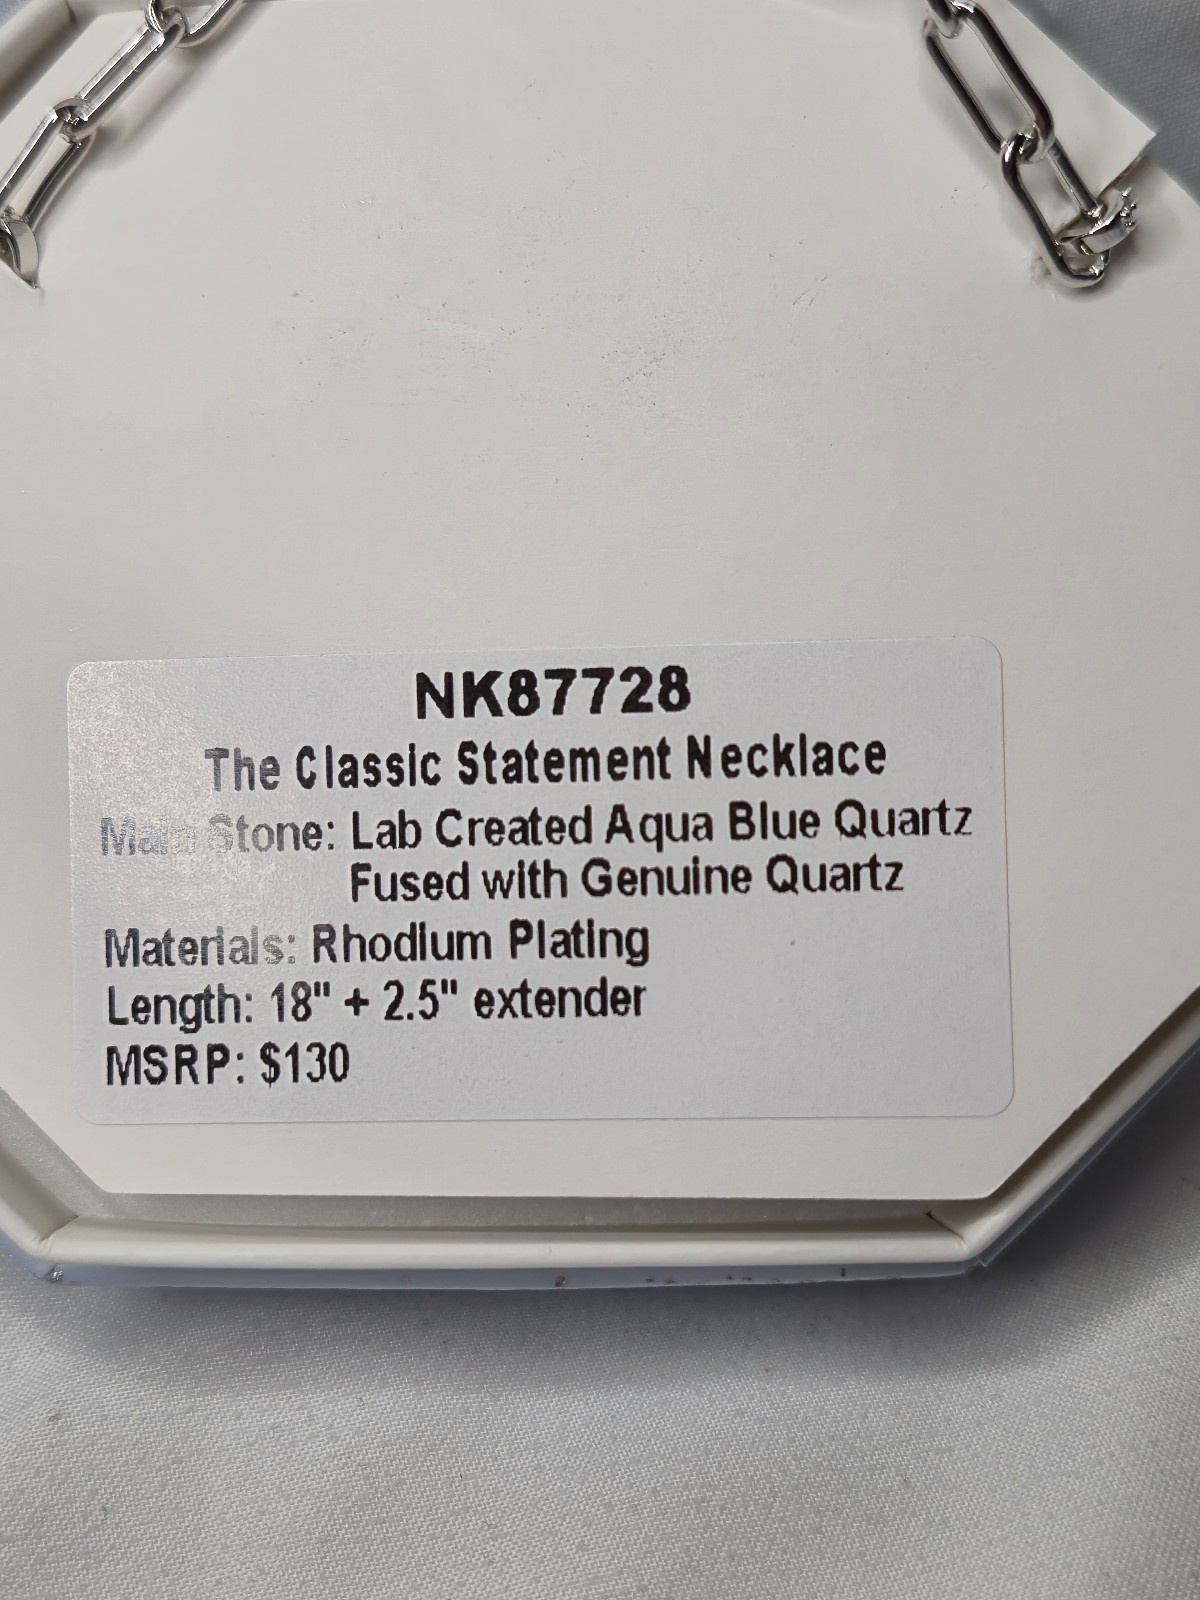 NK87728
The Classic Statement Necklace
Main Stone: Lab Created Aqua Blue Quartz
Fused with Genuine Quartz
Materials: Rhodium Plating
Length: 18" + 2.5" extender
MSRP: $130